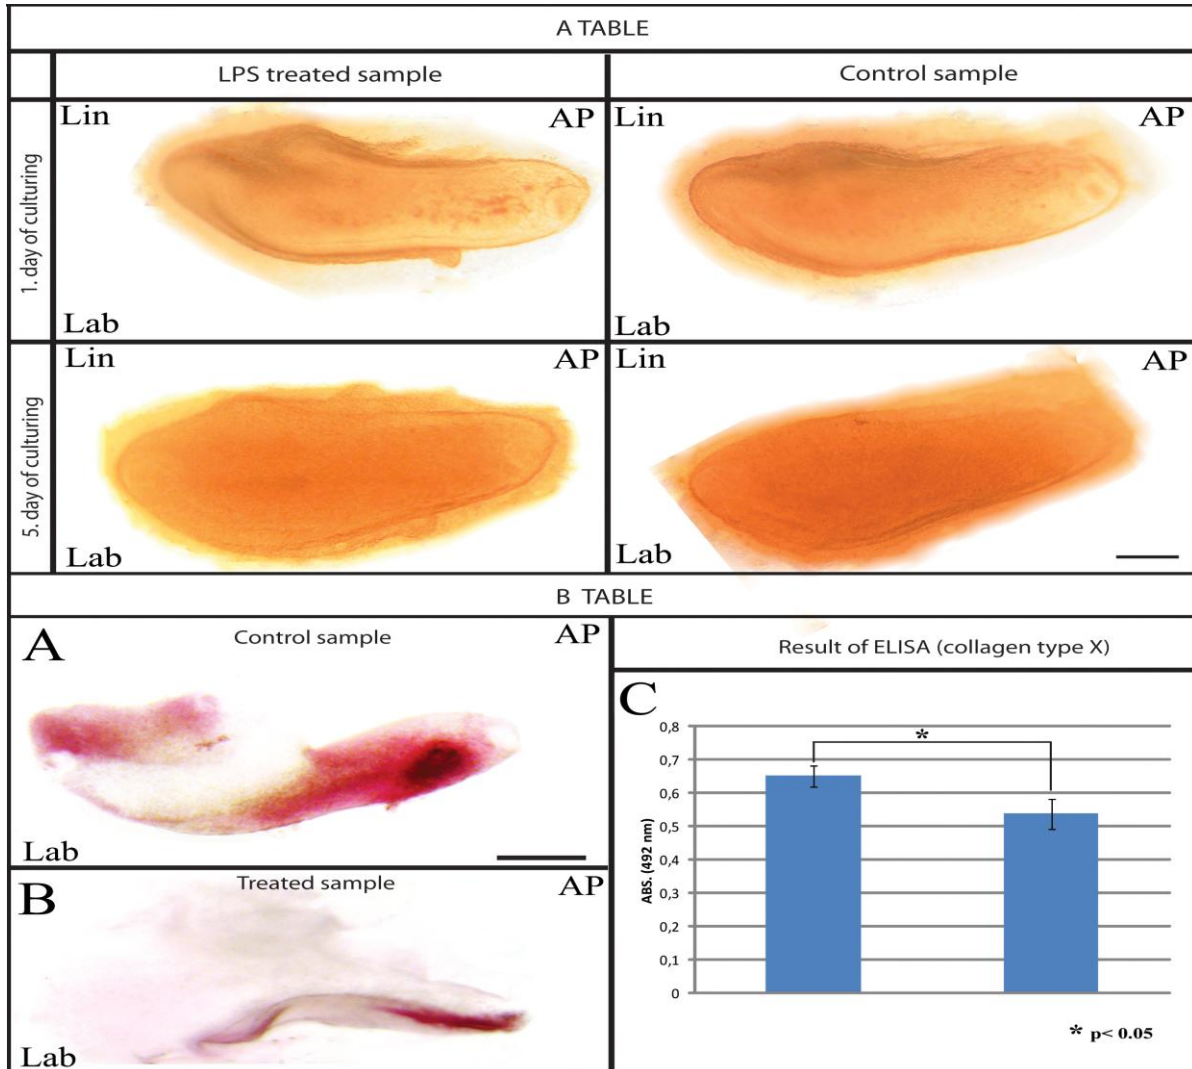 A TABLE
LPS treated sample
Control sample
1. day of culturing
Lin
AP
Lab
Lin
AP
Lab
5. day of culturing
Lin
AP
Lab
Lin
AP
Lab
B TABLE
A
Control sample
AP
Lab
B
Treated sample
AP
Lab
Result of ELISA (collagen type X)
C
ABS. (492 nm)
0,8
0,7
0,6
0,5
0,4
0,3
0,2
0,1
0
*
* p< 0.05